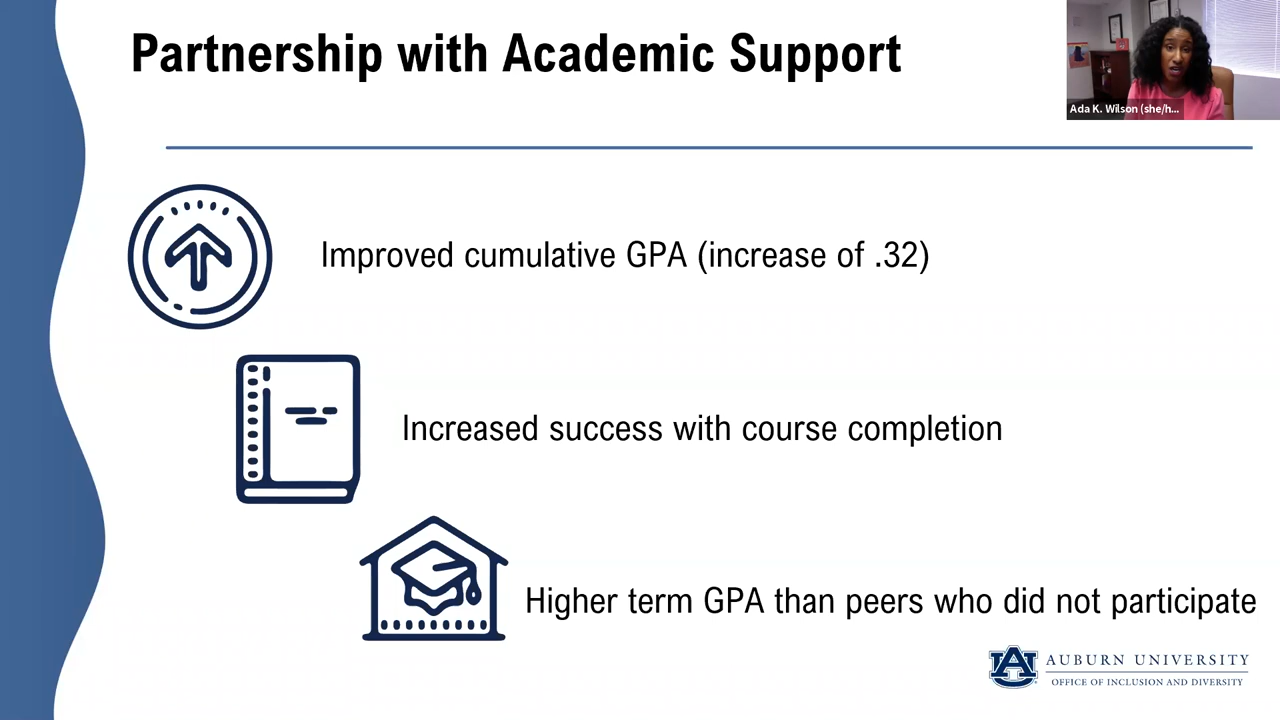 Partnership with Academic Support
Ada K. Wilson (she/h...
Improved cumulative GPA (increase of .32)
Increased success with course completion
Higher term GPA than peers who did not participate
AUBURN UNIVERSITY
OFFICE OF INCLUSION AND DIVERSITY